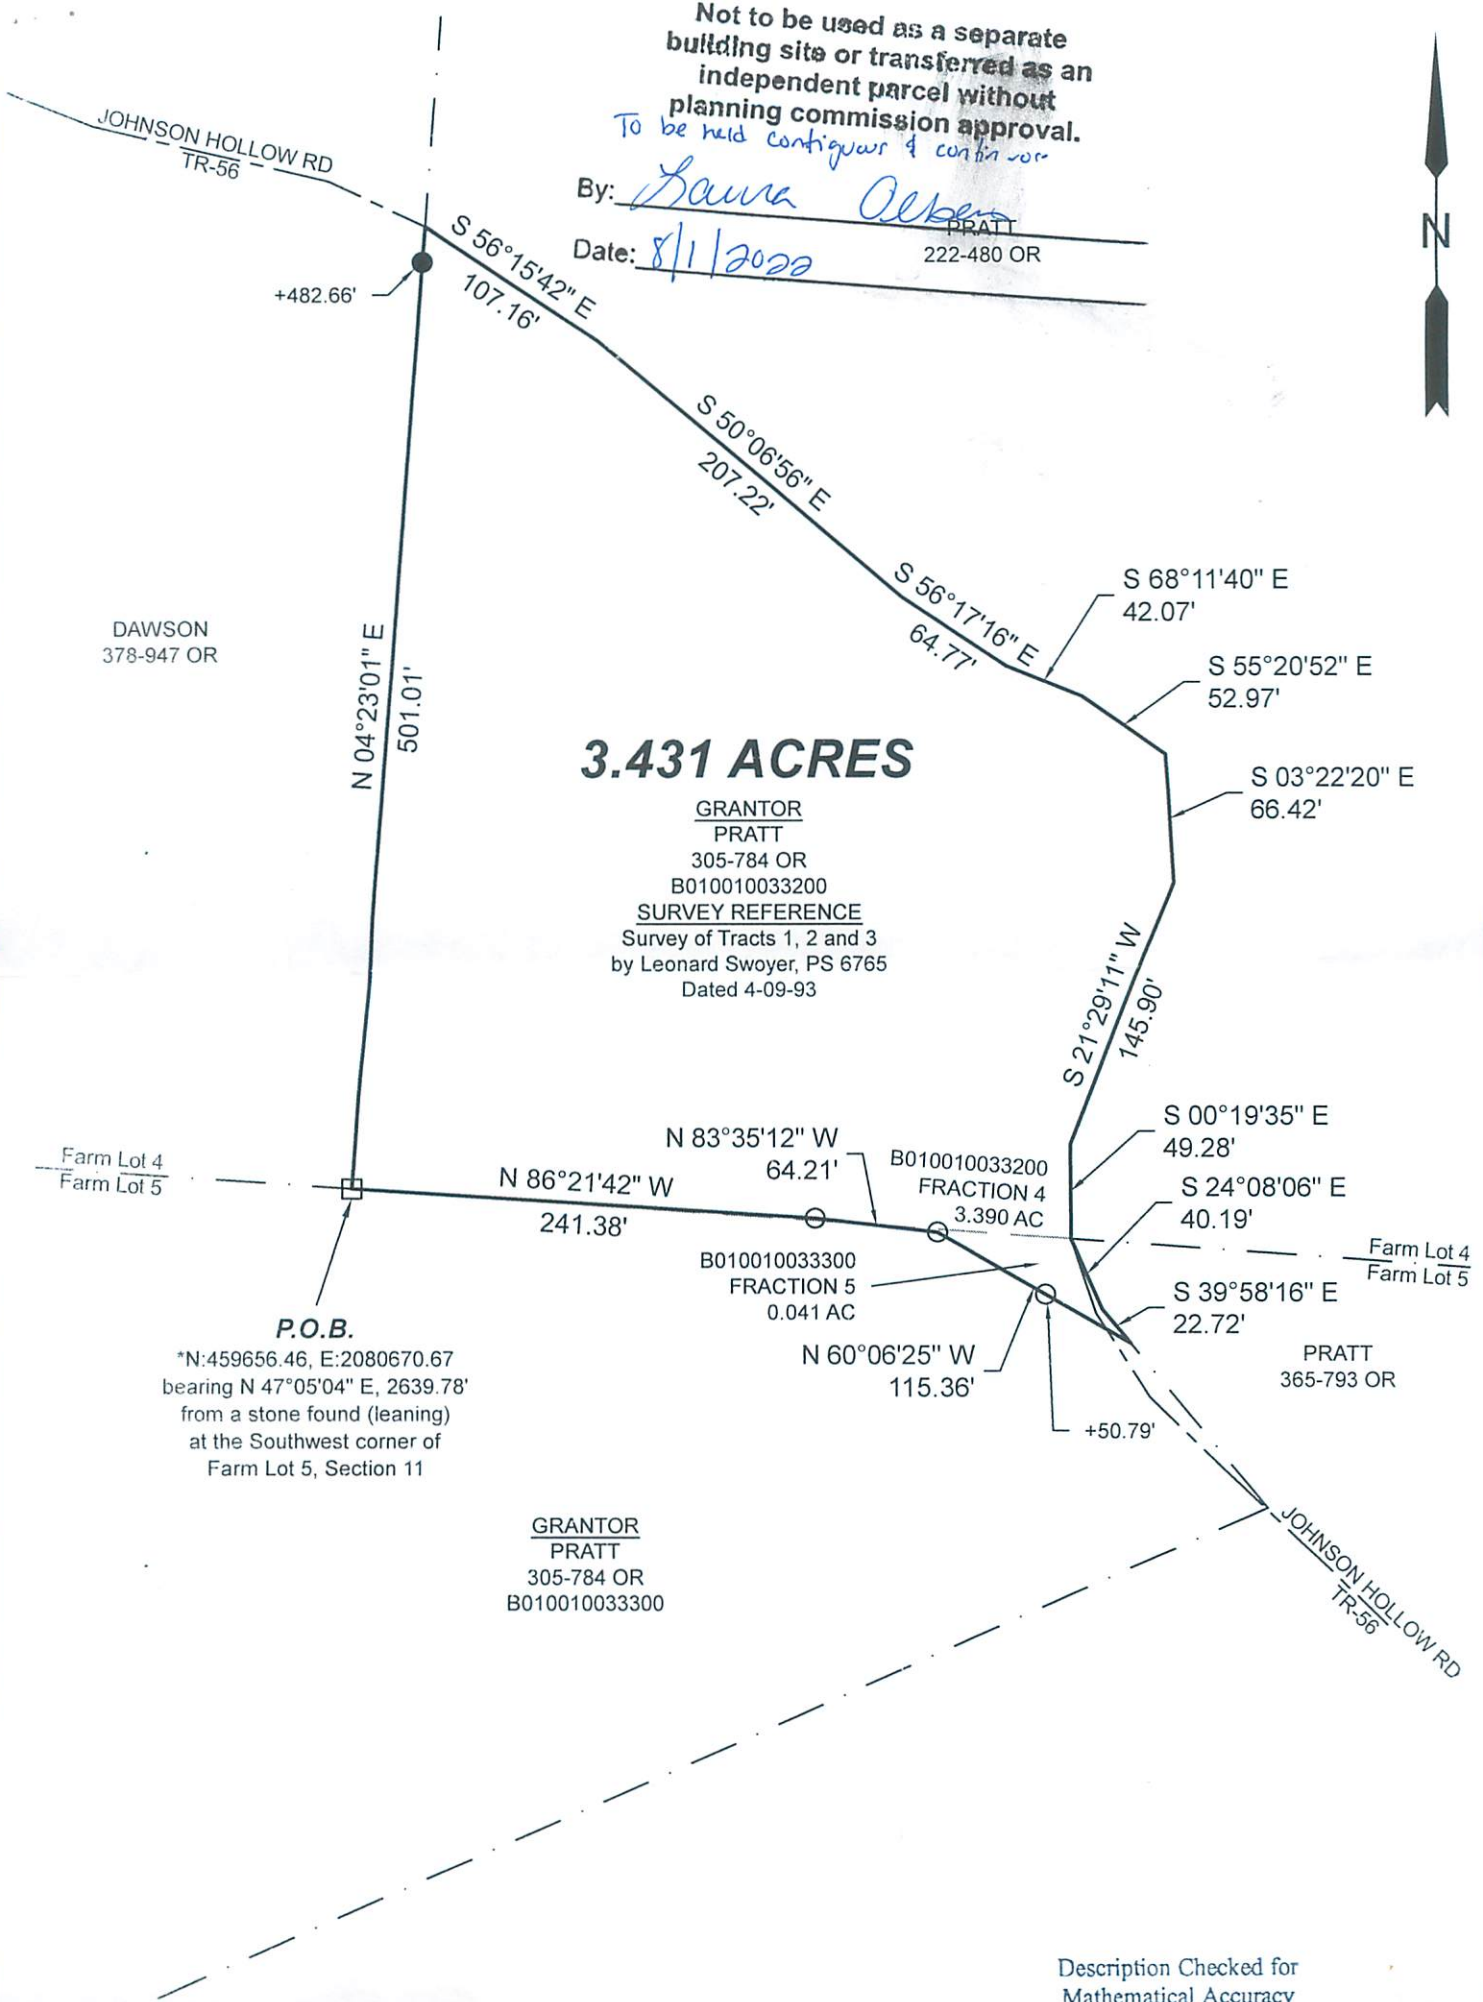 Not to be used as a separate
building site or transferred as an
independent parcel without
planning commission approval.
To be held contiguous &
By: Laura
Date: 8/1/2022
PRATT
222-480 OR
JOHNSON HOLLOW RD
TR-56
N
+482.66'
S 56°15'42" E
107.16'
S 50°06'56" E
207.22'
S 56°17'16" E
64.77'
S 68°11'40" E
42.07'
S 55°20'52" E
52.97'
S 03°22'20" E
66.42'
DAWSON
378-947 OR
N 04°23'01" E
501.01'
3.431 ACRES
GRANTOR
PRATT
305-784 OR
B010010033200
SURVEY REFERENCE
Survey of Tracts 1, 2 and 3
by Leonard Swoyer, PS 6765
Dated 4-09-93
S 21°29'11" W
145.90'
S 00°19'35" E
49.28'
S 24°08'06" E
40.19'
Farm Lot 4
Farm Lot 5
N 86°21'42" W
241.38'
N 83°35'12" W
64.21'
B010010033200
FRACTION 4
3.390 AC
Farm Lot 4
Farm Lot 5
B010010033300
FRACTION 5
0.041 AC
S 39°58'16" E
22.72'
N 60°06'25" W
115.36'
PRATT
365-793 OR
+50.79'
P.O.B.
*N:459656.46, E:2080670.67
bearing N 47°05'04" E, 2639.78'
from a stone found (leaning)
at the Southwest corner of
Farm Lot 5, Section 11
GRANTOR
PRATT
305-784 OR
B010010033300
JOHNSON HOLLOW RD
TR-56
Description Checked for
Mathematical Accuracy